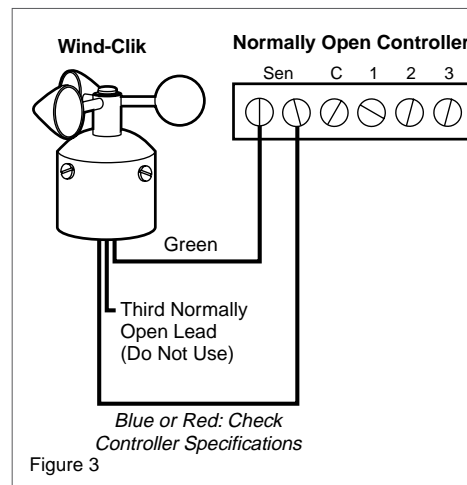 Wind-Clik
Normally Open Controller
Sen C 1 2 3
Green
Third Normally
Open Lead
(Do Not Use)
Blue or Red: Check
Controller Specifications
Figure 3